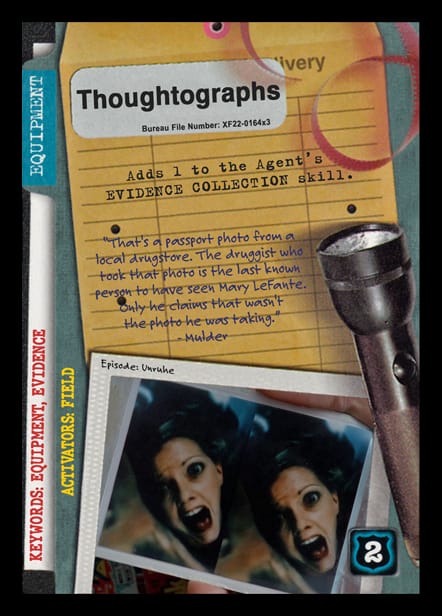 ivery
Thoughtographs
Bureau File Number: XF22-0164x3
EQUIPMENT
Adds 1 to the Agent's
EVIDENCE COLLECTION skill.
"That's a passport photo from a
local drugstore. The druggist who
took that photo is the last known
person to have seen Mary LeFante.
Only he claims that wasn't
the photo he was taking."
- Mulder
Episode: Unruhe
KEYWORDS: EQUIPMENT, EVIDENCE
ACTIVATORS: FIELD
2